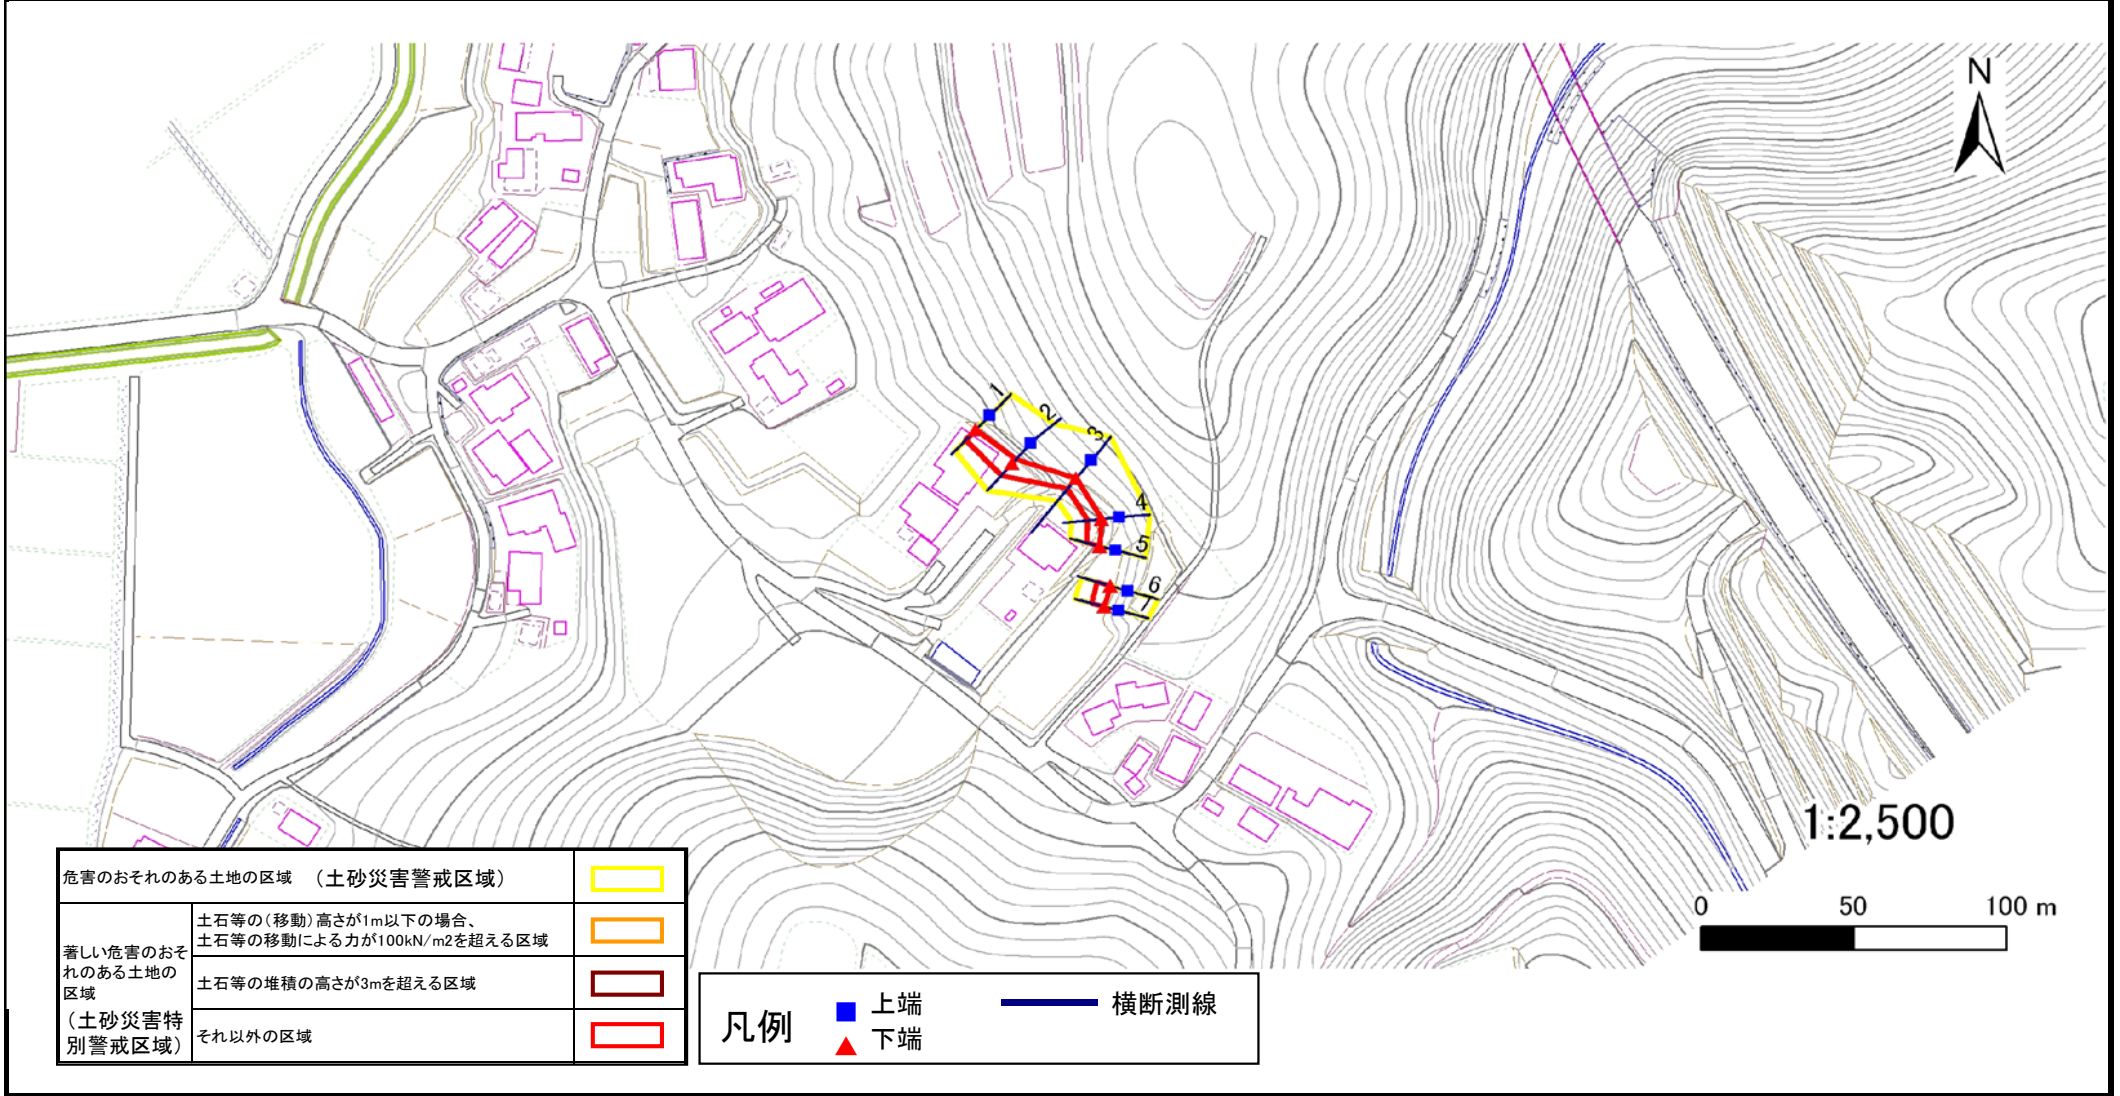 N
1
2
3
4
5
6
7
1:2,500
0 50 100 m
危害のおそれのある土地の区域 (土砂災害警戒区域)
著しい危害のおそ
れのある土地の
区域
(土砂災害特
別警戒区域)
土石等の(移動)高さが1m以下の場合、
土石等の移動による力が100kN/m2を超える区域
土石等の堆積の高さが3mを超える区域
それ以外の区域
凡例
上端
下端
横断測線